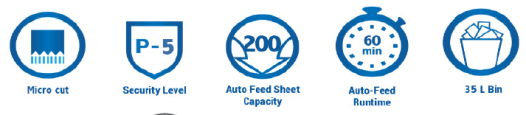 P-5
200
60
min
Micro cut
Security Level
Auto Feed Sheet
Capacity
Auto-Feed
Runtime
35 L Bin